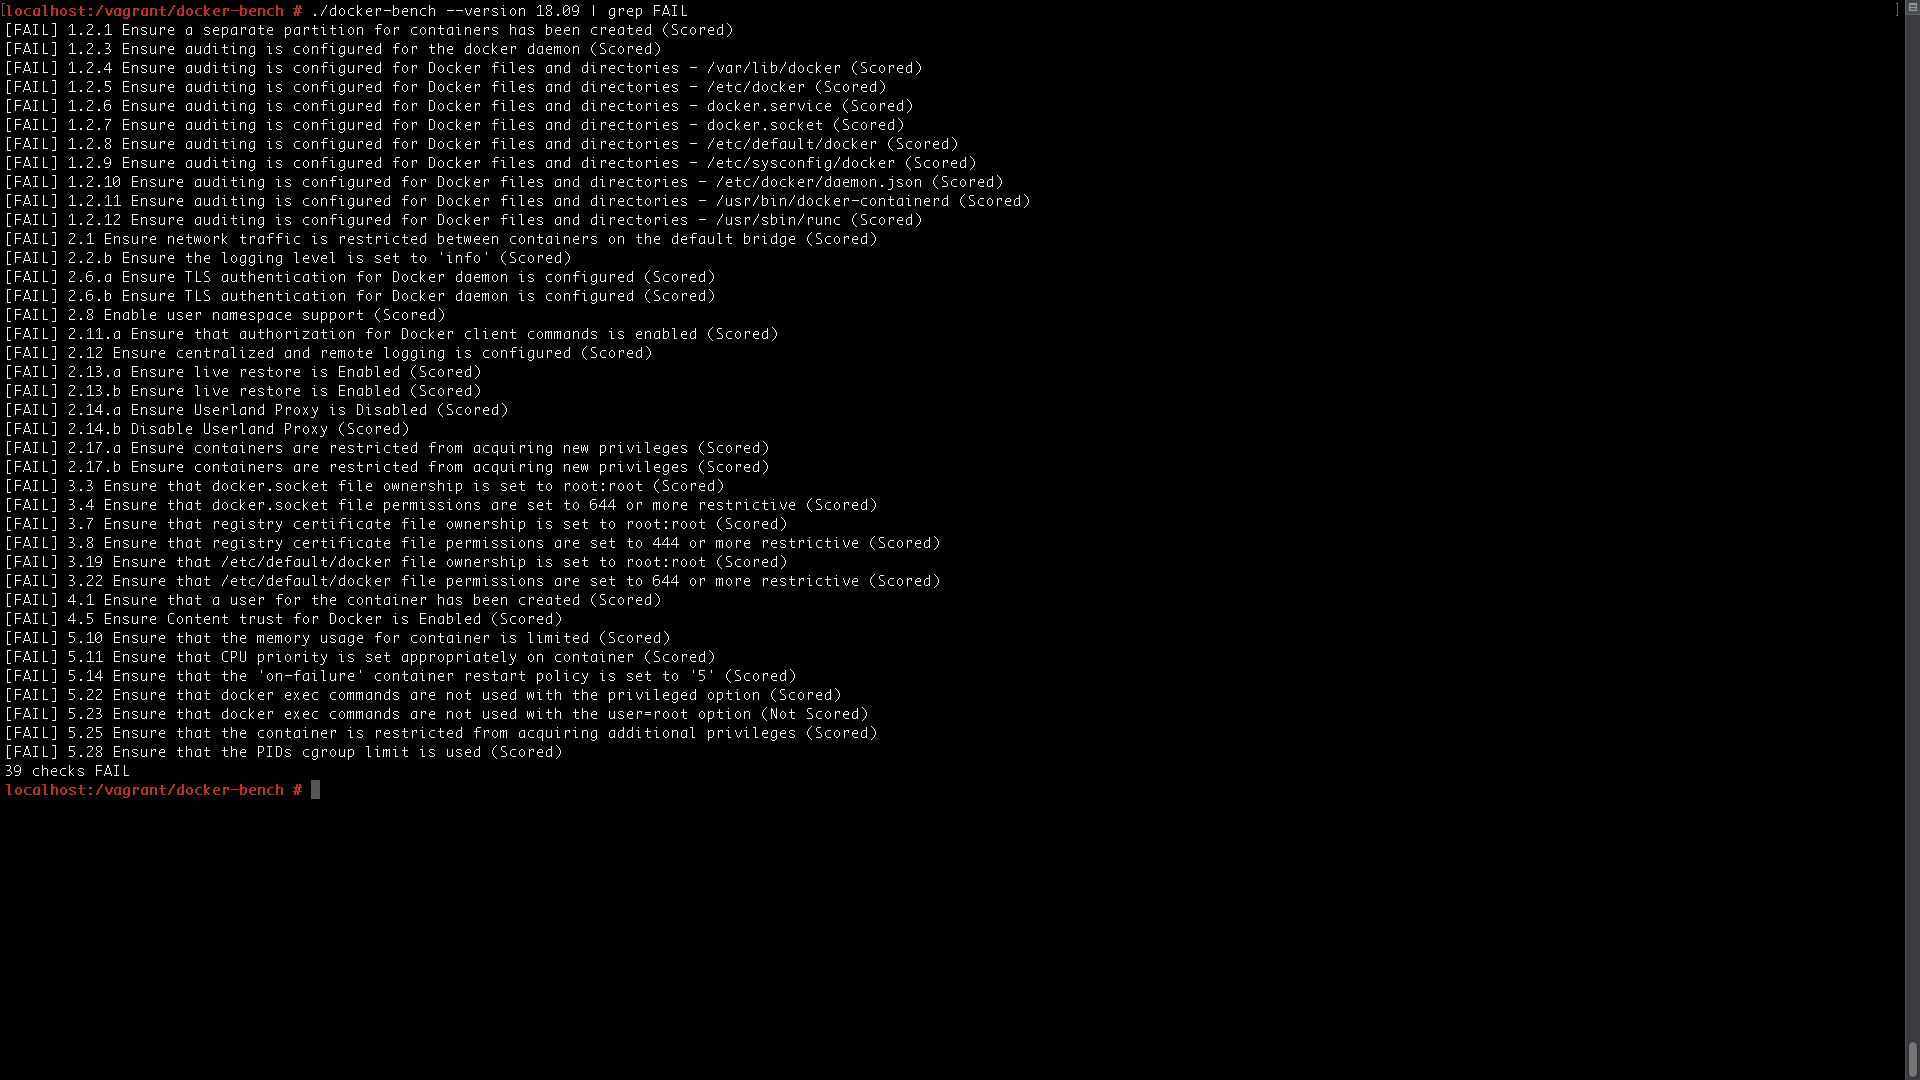 [localhost:/vagrant/docker-bench # ./docker-bench --version 18.09 | grep FAIL ]
[FAIL] 1.2.1 Ensure a separate partition for containers has been created (Scored)
[FAIL] 1.2.3 Ensure auditing is configured for the docker daemon (Scored)
[FAIL] 1.2.4 Ensure auditing is configured for Docker files and directories - /var/lib/docker (Scored)
[FAIL] 1.2.5 Ensure auditing is configured for Docker files and directories - /etc/docker (Scored)
[FAIL] 1.2.6 Ensure auditing is configured for Docker files and directories - docker.service (Scored)
[FAIL] 1.2.7 Ensure auditing is configured for Docker files and directories - docker.socket (Scored)
[FAIL] 1.2.8 Ensure auditing is configured for Docker files and directories - /etc/default/docker (Scored)
[FAIL] 1.2.9 Ensure auditing is configured for Docker files and directories - /etc/sysconfig/docker (Scored)
[FAIL] 1.2.10 Ensure auditing is configured for Docker files and directories - /etc/docker/daemon.json (Scored)
[FAIL] 1.2.11 Ensure auditing is configured for Docker files and directories - /usr/bin/docker-containerd (Scored)
[FAIL] 1.2.12 Ensure auditing is configured for Docker files and directories - /usr/sbin/runc (Scored)
[FAIL] 2.1 Ensure network traffic is restricted between containers on the default bridge (Scored)
[FAIL] 2.2.b Ensure the logging level is set to 'info' (Scored)
[FAIL] 2.6.a Ensure TLS authentication for Docker daemon is configured (Scored)
[FAIL] 2.6.b Ensure TLS authentication for Docker daemon is configured (Scored)
[FAIL] 2.8 Enable user namespace support (Scored)
[FAIL] 2.11.a Ensure that authorization for Docker client commands is enabled (Scored)
[FAIL] 2.12 Ensure centralized and remote logging is configured (Scored)
[FAIL] 2.13.a Ensure live restore is Enabled (Scored)
[FAIL] 2.13.b Ensure live restore is Enabled (Scored)
[FAIL] 2.14.a Ensure Userland Proxy is Disabled (Scored)
[FAIL] 2.14.b Disable Userland Proxy (Scored)
[FAIL] 2.17.a Ensure containers are restricted from acquiring new privileges (Scored)
[FAIL] 2.17.b Ensure containers are restricted from acquiring new privileges (Scored)
[FAIL] 3.3 Ensure that docker.socket file ownership is set to root:root (Scored)
[FAIL] 3.4 Ensure that docker.socket file permissions are set to 644 or more restrictive (Scored)
[FAIL] 3.7 Ensure that registry certificate file ownership is set to root:root (Scored)
[FAIL] 3.8 Ensure that registry certificate file permissions are set to 444 or more restrictive (Scored)
[FAIL] 3.19 Ensure that /etc/default/docker file ownership is set to root:root (Scored)
[FAIL] 3.22 Ensure that /etc/default/docker file permissions are set to 644 or more restrictive (Scored)
[FAIL] 4.1 Ensure that a user for the container has been created (Scored)
[FAIL] 4.5 Ensure Content trust for Docker is Enabled (Scored)
[FAIL] 5.10 Ensure that the memory usage for container is limited (Scored)
[FAIL] 5.11 Ensure that CPU priority is set appropriately on container (Scored)
[FAIL] 5.14 Ensure that the 'on-failure' container restart policy is set to '5' (Scored)
[FAIL] 5.22 Ensure that docker exec commands are not used with the privileged option (Scored)
[FAIL] 5.23 Ensure that docker exec commands are not used with the user=root option (Not Scored)
[FAIL] 5.25 Ensure that the container is restricted from acquiring additional privileges (Scored)
[FAIL] 5.28 Ensure that the PIDs cgroup limit is used (Scored)
39 checks FAIL
localhost:/vagrant/docker-bench #